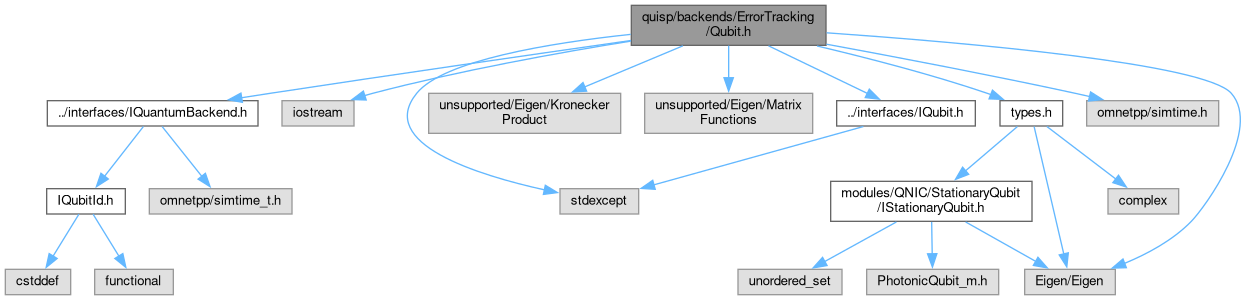 quisp/backends/ErrorTracking
/Qubit.h
../interfaces/IQuantumBackend.h
iostream
unsupported/Eigen/Kronecker
Product
unsupported/Eigen/Matrix
Functions
../interfaces/IQubit.h
types.h
omnetpp/simtime.h
IQubitId.h
omnetpp/simtime_t.h
stdexcept
modules/QNIC/StationaryQubit
/IStationaryQubit.h
complex
cstddef
functional
unordered_set
PhotonicQubit_m.h
Eigen/Eigen